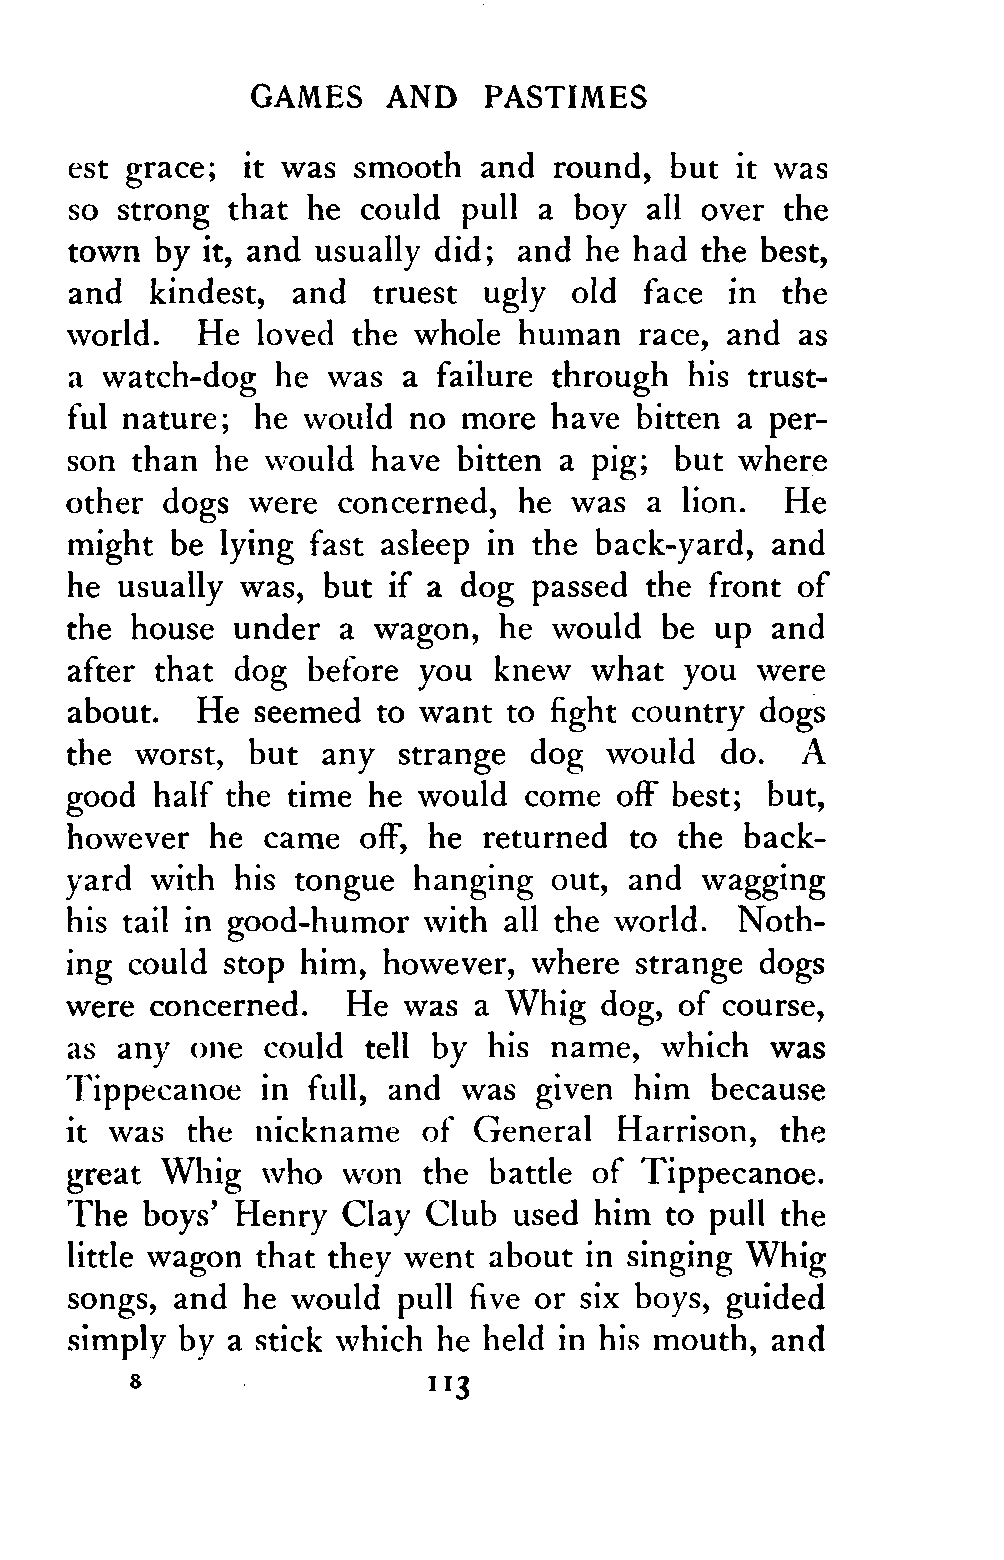 GAMES AND PASTIMES
est grace; it was smooth and round, but it was
so strong that he could pull a boy all over the
town by it, and usually did; and he had the best,
and kindest, and truest ugly old face in the
world. He loved the whole human race, and as
a watch-dog he was a failure through his trust-
ful nature; he would no more have bitten a per-
son than he would have bitten a pig; but where
other dogs were concerned, he was a lion. He
might be lying fast asleep in the back-yard, and
he usually was, but if a dog passed the front of
the house under a wagon, he would be up and
after that dog before you knew what you were
about. He seemed to want to fight country dogs
the worst, but any strange dog would do. A
good half the time he would come off best; but,
however he came off, he returned to the back-
yard with his tongue hanging out, and wagging
his tail in good-humor with all the world. Noth-
ing could stop him, however, where strange dogs
were concerned. He was a Whig dog, of course,
as any one could tell by his name, which was
Tippecanoe in full, and was given him because
it was the nickname of General Harrison, the
great Whig who won the battle of Tippecanoe.
The boys' Henry Clay Club used him to pull the
little wagon that they went about in singing Whig
songs, and he would pull five or six boys, guided
simply by a stick which he held in his mouth, and
8 113